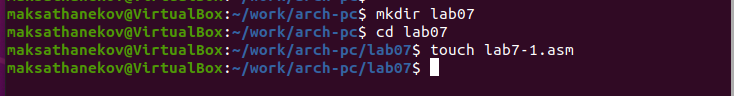 maksathanekov@VirtualBox:~/work/arch-pc$ mkdir lab07
maksathanekov@VirtualBox:~/work/arch-pc$ cd lab07
maksathanekov@VirtualBox:~/work/arch-pc/lab07$ touch lab7-1.asm
maksathanekov@VirtualBox:~/work/arch-pc/lab07$